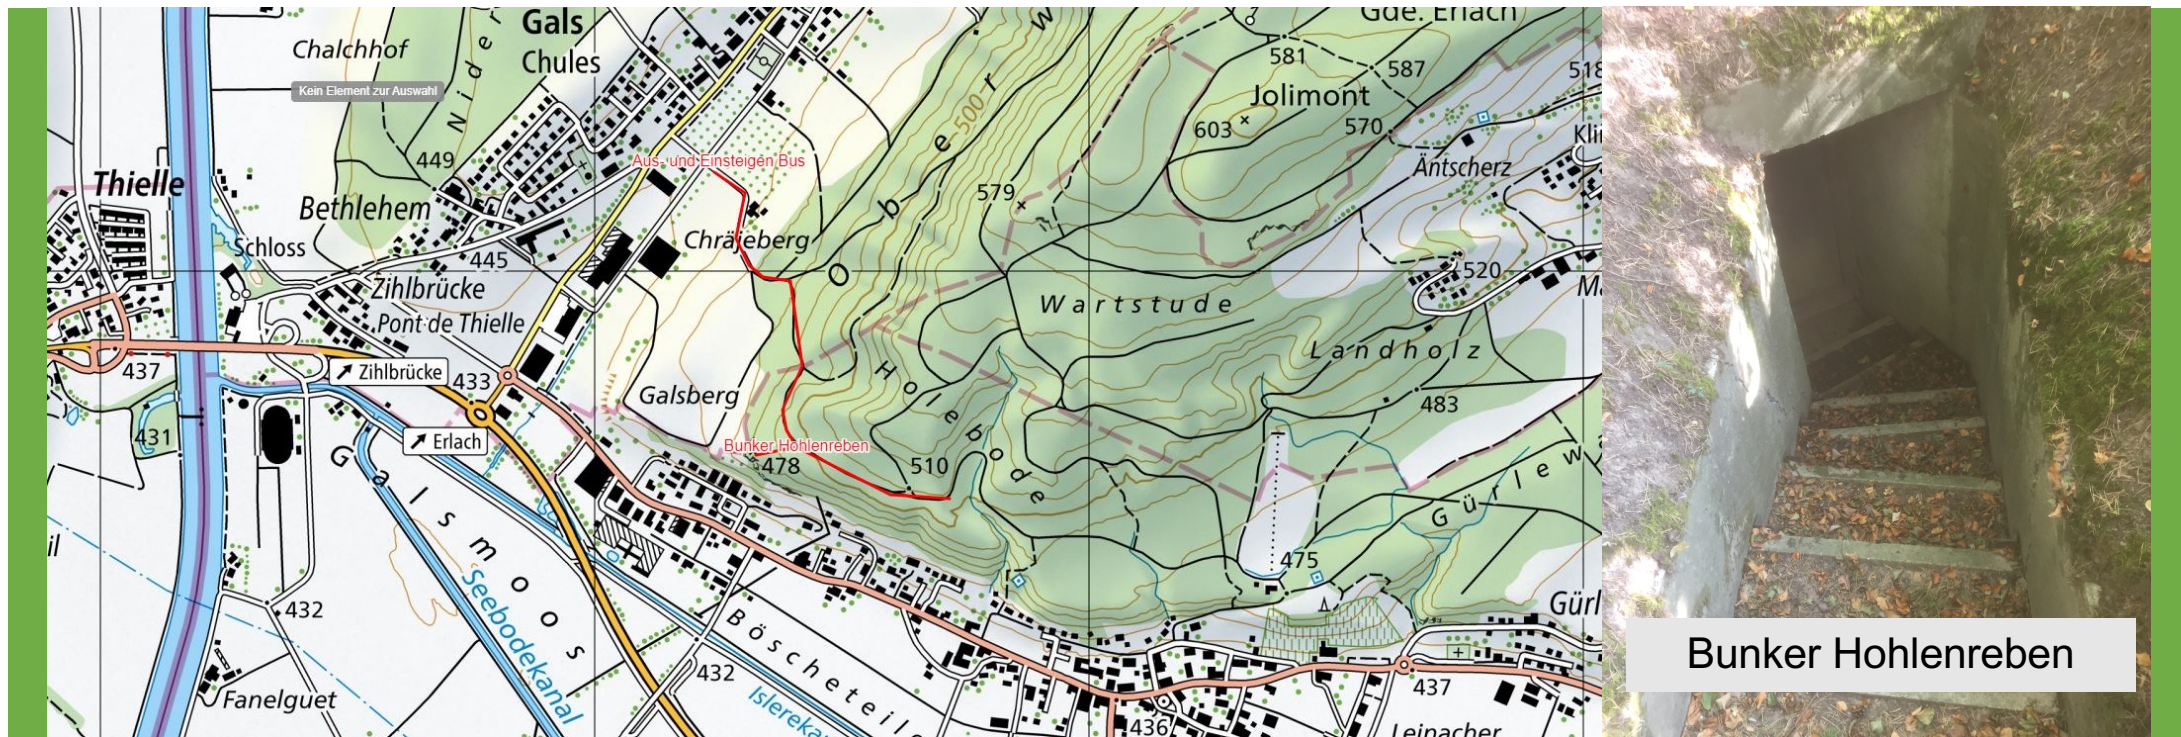 Gals
Chules
Chalchhof
Kein Element zur Auswahl
Nider
449
Thielle
Bethlehem
Schloss
445
Zihlbrücke
Pont de Thielle
Aus- und Einsteigen Bus
Chräjeberg
Ober
500
Gde. Erlach
581
587
518
Jolimont
603
570
579
Äntscherz
520
Wartstude
Landholz
483
437
Zihlbrücke
433
Erlach
431
Galsberg
Holebode
Bunker Hohlenreben
478
510
Galsmoos
Seebodekanal
475
432
Fanelguet
432
Böscheteile
437
436
Leinacher
Bunker Hohlenreben